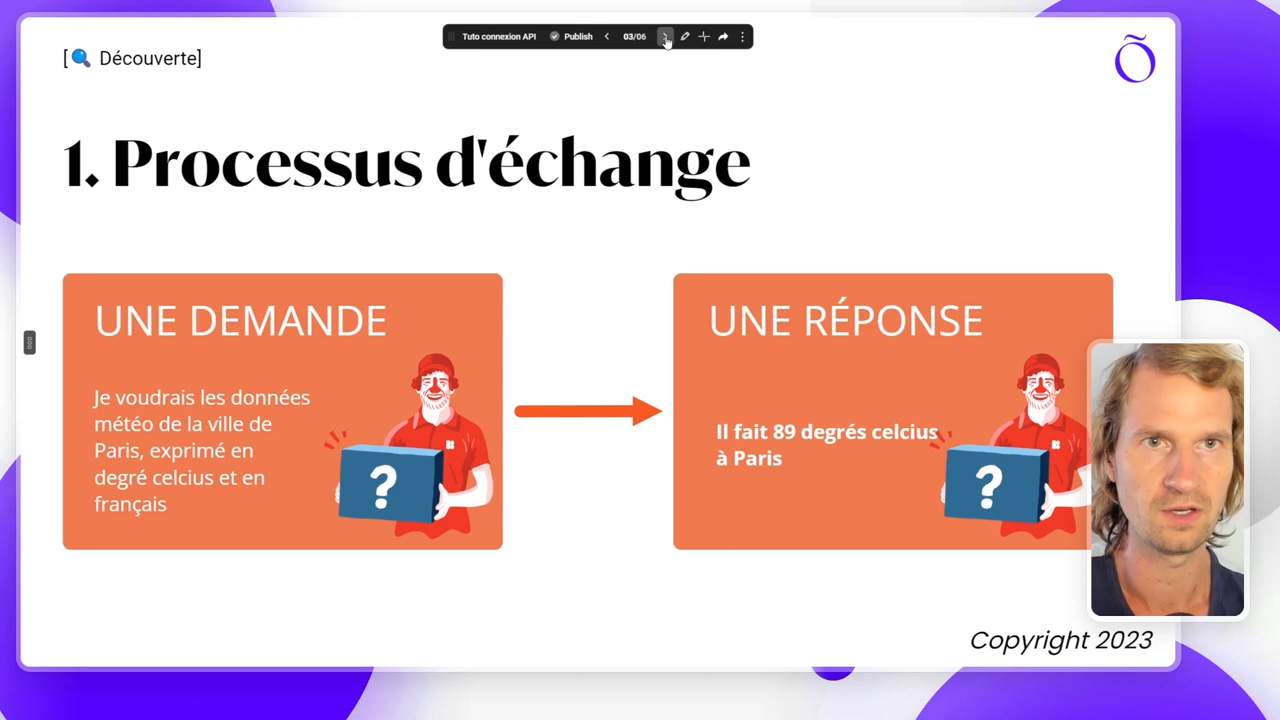 Tuto connexion API Publish 03/06
[🔍 Découverte]
Õ
1. Processus d'échange
UNE DEMANDE
Je voudrais les données
météo de la ville de
Paris, exprimé en
degré celcius et en
français
?
UNE RÉPONSE
Il fait 89 degrés celcius
à Paris
?
Copyright 2023